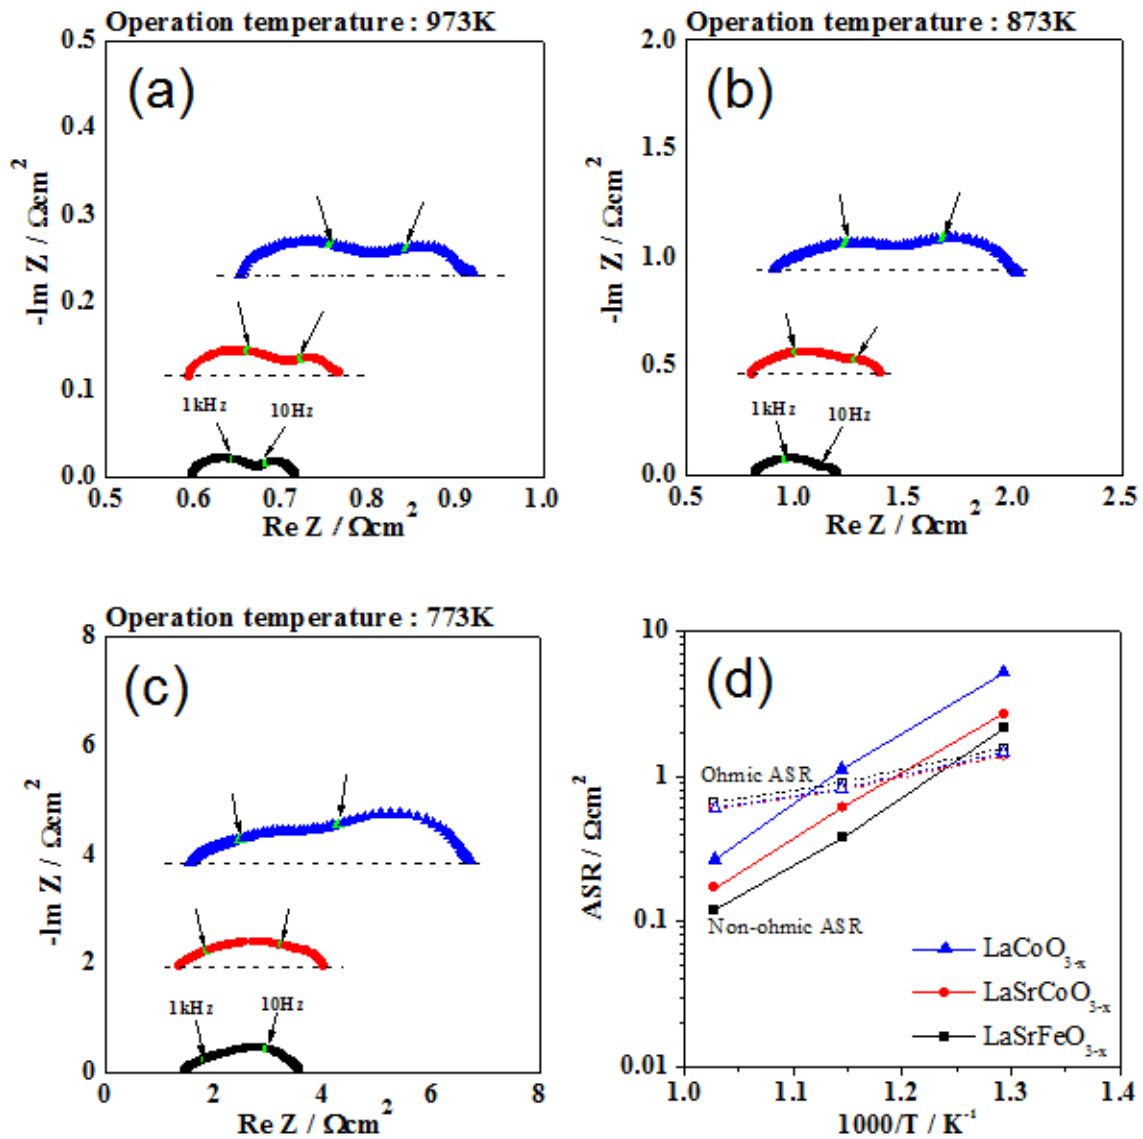 Operation temperature : 973K
(a)
0.5
0.4
0.3
0.2
0.1
0.0
-Im Z / Ωcm²
1kHz
10Hz
0.5 0.6 0.7 0.8 0.9 1.0
Re Z / Ωcm²
Operation temperature : 873K
(b)
2.0
1.5
1.0
0.5
0.0
-Im Z / Ωcm²
1kHz
10Hz
0.5 1.0 1.5 2.0 2.5
Re Z / Ωcm²
Operation temperature : 773K
(c)
8
6
4
2
0
-Im Z / Ωcm²
1kHz
10Hz
2 4 6 8
Re Z / Ωcm²
(d)
10
1
0.1
0.01
ASR / Ωcm²
Ohmic ASR
Non-ohmic ASR
LaCoO₃₋ₓ
LaSrCoO₃₋ₓ
LaSrFeO₃₋ₓ
1.0 1.1 1.2 1.3 1.4
1000/T / K⁻¹